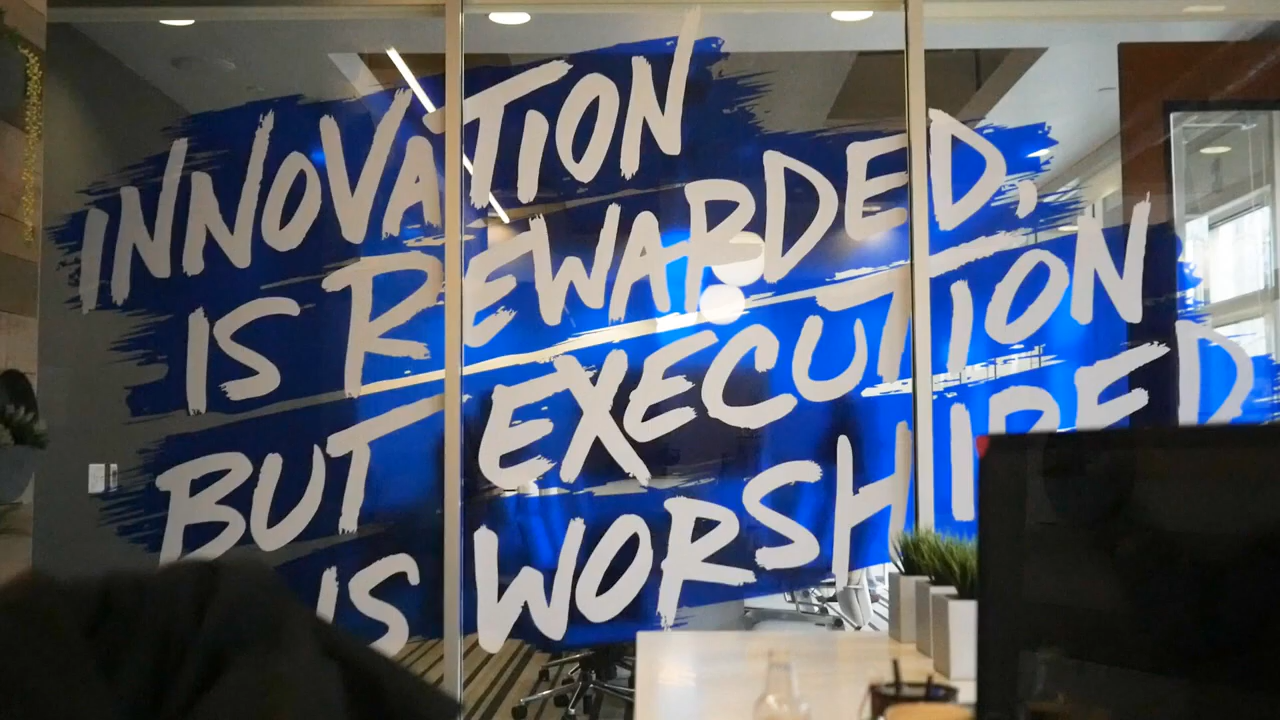 INNOVATION
IS REWARDED,
BUT EXECUTION
IS WORSHIPED